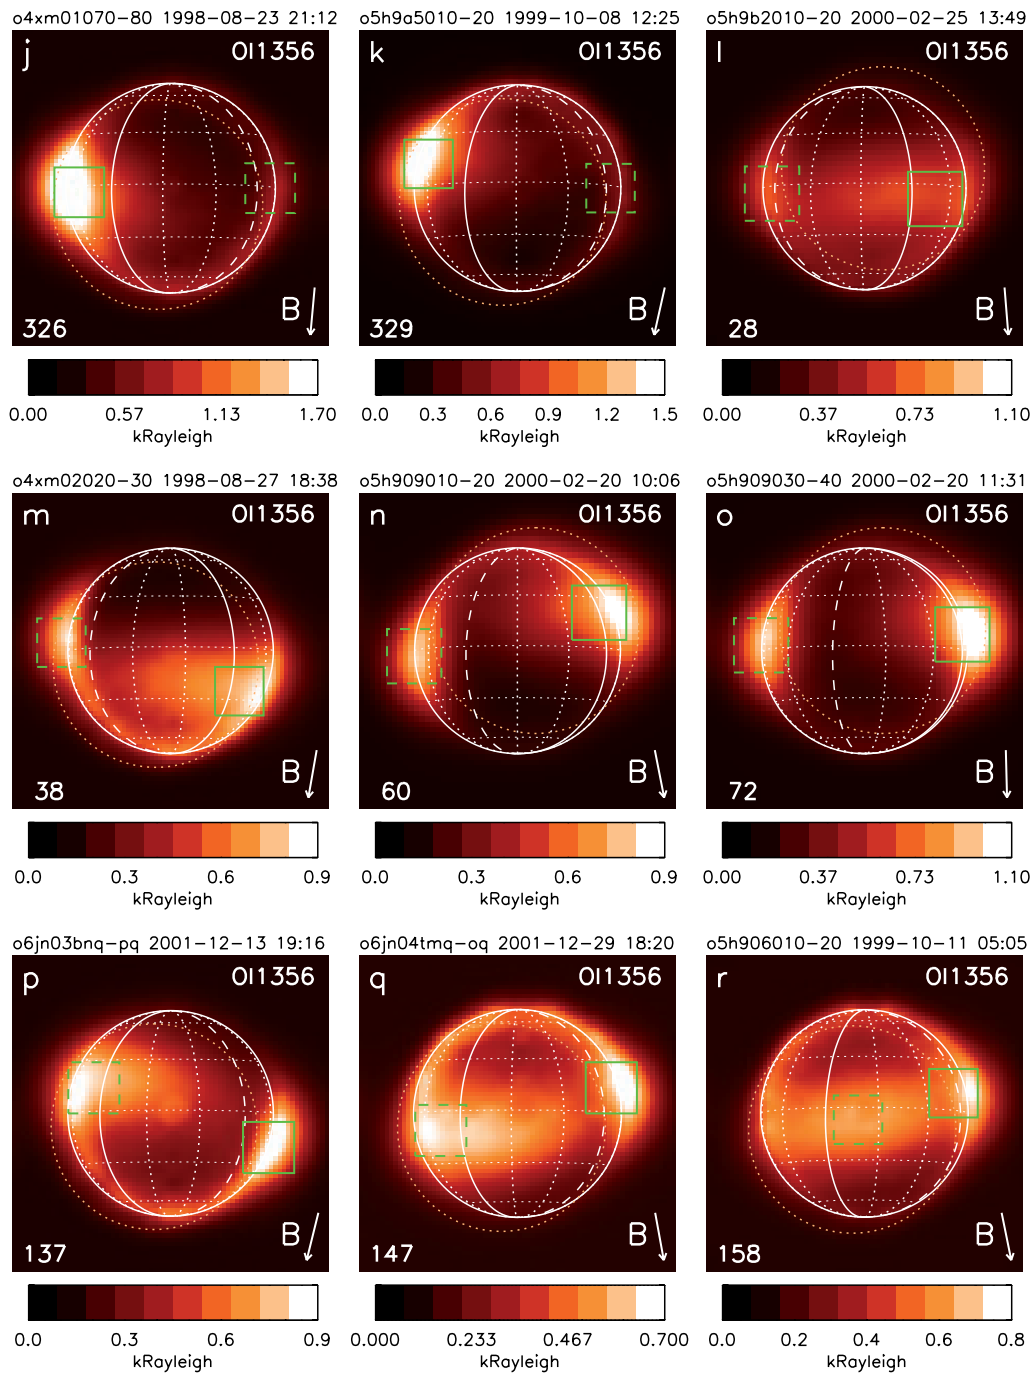 o4xm01070-80 1998-08-23 21:12
o5h9a5010-20 1999-10-08 12:25
o5h9b2010-20 2000-02-25 13:49
j OI1356
k OI1356
l OI1356
B
B
B
326
329
28
0.00 0.57 1.13 1.70
0.0 0.3 0.6 0.9 1.2 1.5
0.00 0.37 0.73 1.10
kRayleigh
kRayleigh
kRayleigh
o4xm02020-30 1998-08-27 18:38
o5h909010-20 2000-02-20 10:06
o5h909030-40 2000-02-20 11:31
m OI1356
n OI1356
o OI1356
B
B
B
38
60
72
0.0 0.3 0.6 0.9
0.0 0.3 0.6 0.9
0.00 0.37 0.73 1.10
kRayleigh
kRayleigh
kRayleigh
o6jn03bnq-pq 2001-12-13 19:16
o6jn04tmq-oq 2001-12-29 18:20
o5h906010-20 1999-10-11 05:05
p OI1356
q OI1356
r OI1356
B
B
B
137
147
158
0.0 0.3 0.6 0.9
0.000 0.233 0.467 0.700
0.0 0.2 0.4 0.6 0.8
kRayleigh
kRayleigh
kRayleigh